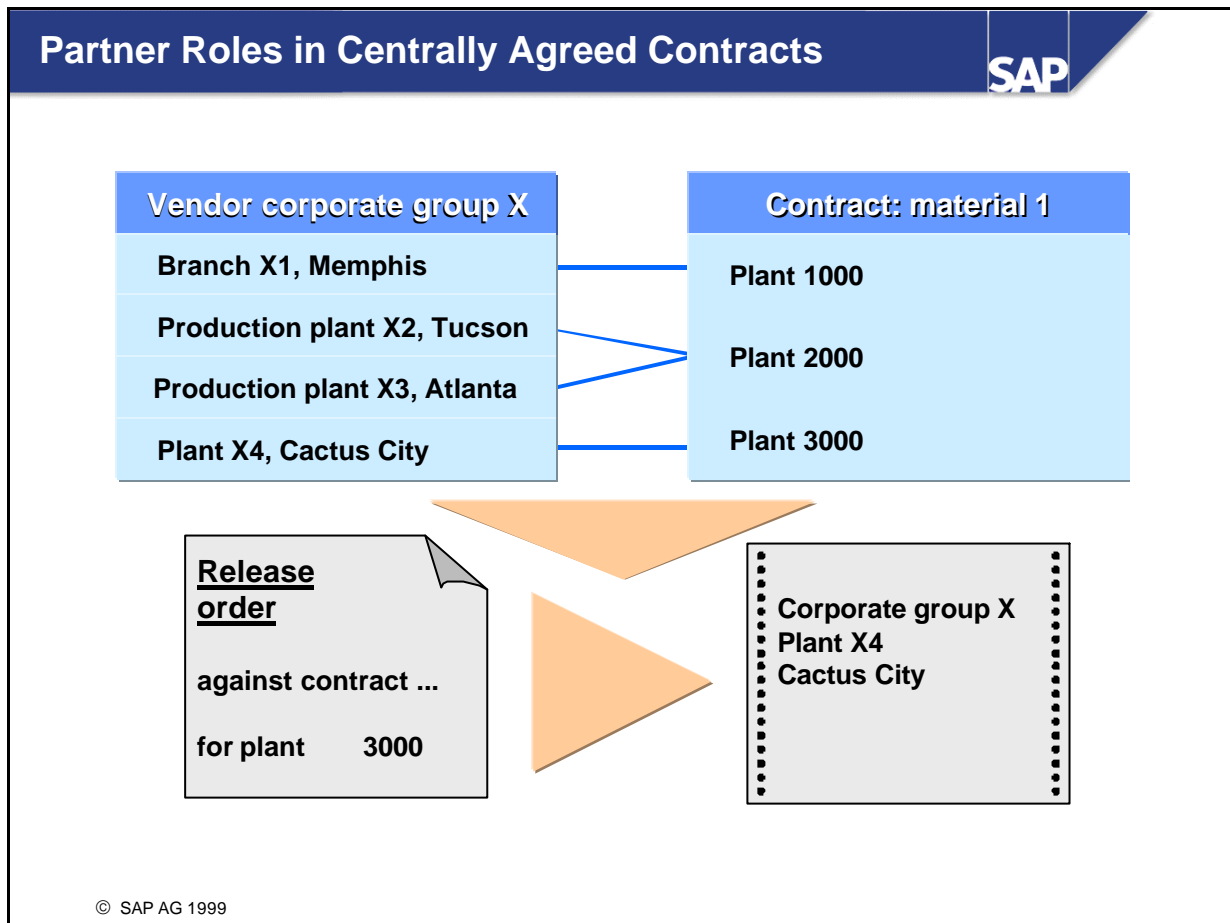 Partner Roles in Centrally Agreed Contracts
SAP
Vendor corporate group X
Branch X1, Memphis
Production plant X2, Tucson
Production plant X3, Atlanta
Plant X4, Cactus City
Contract: material 1
Plant 1000
Plant 2000
Plant 3000
Release
order
against contract ...
for plant 3000
Corporate group X
Plant X4
Cactus City
© SAP AG 1999